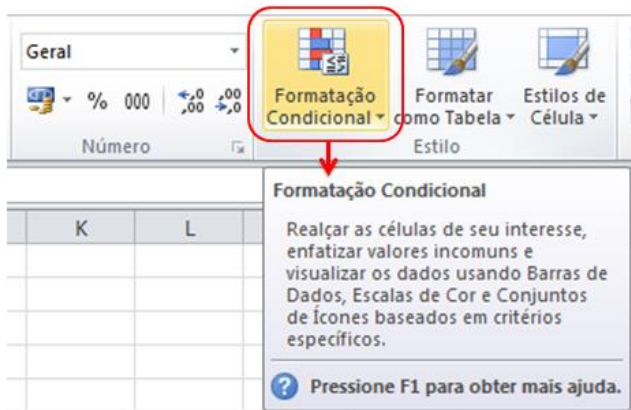 Geral
% 000 ,0 ,00 ,00 ,0
Número
Formatação Condicional
Formatar como Tabela
Estilos de Célula
Estilo
K L
Formatação Condicional
Realçar as células de seu interesse,
enfatizar valores incomuns e
visualizar os dados usando Barras de
Dados, Escalas de Cor e Conjuntos
de Ícones baseados em critérios
específicos.
Pressione F1 para obter mais ajuda.